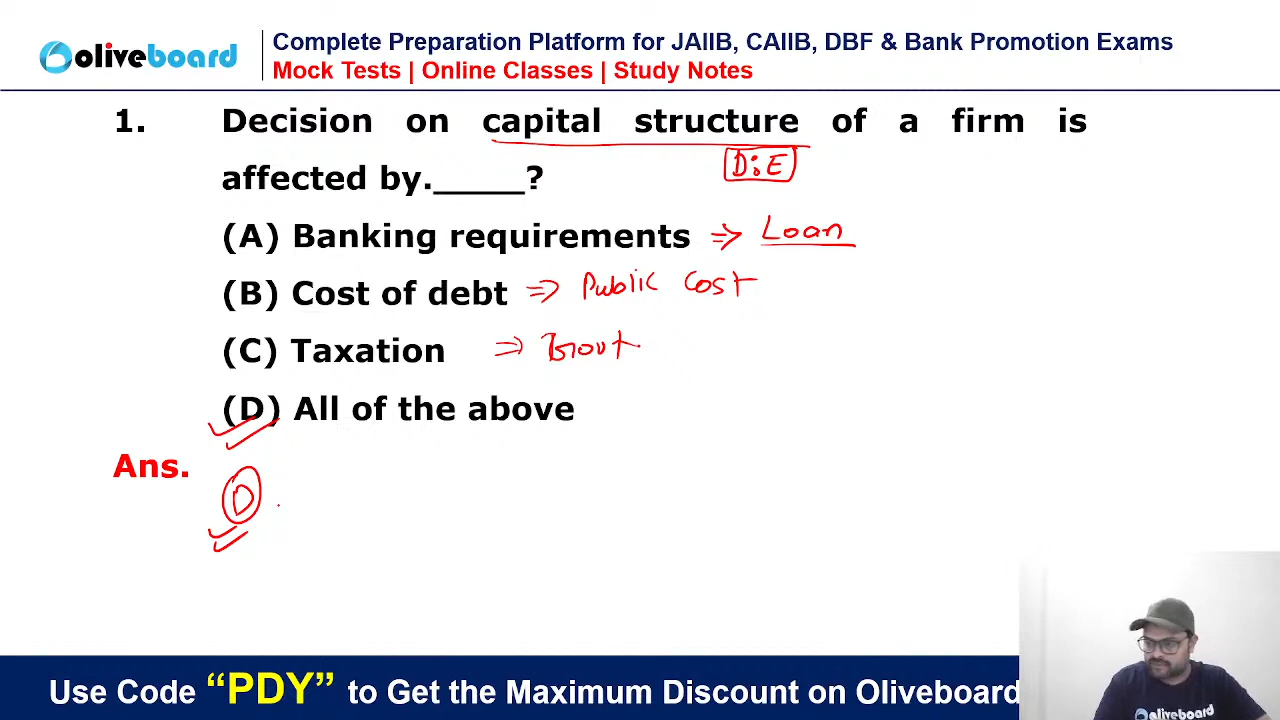 oliveboard
Complete Preparation Platform for JAIIB, CAIIB, DBF & Bank Promotion Exams
Mock Tests | Online Classes | Study Notes
1. Decision on capital structure of a firm is
D:E
affected by._____?
(A) Banking requirements ⇒ Loan
(B) Cost of debt ⇒ Public Cost
(C) Taxation ⇒
(D) All of the above
Ans.
D
Use Code “PDY” to Get the Maximum Discount on Oliveboard
oliveboard